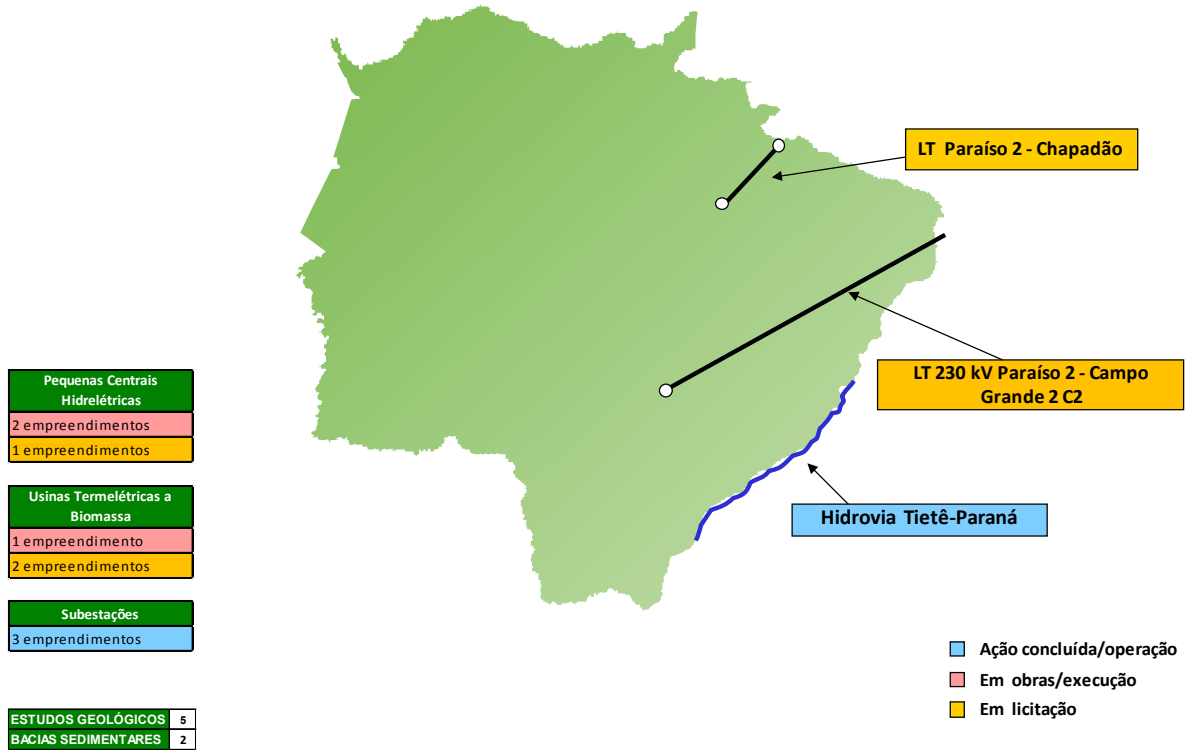 LT Paraíso 2 - Chapadão
LT 230 kV Paraíso 2 - Campo
Grande 2 C2
Hidrovia Tietê-Paraná
Pequenas Centrais
Hidrelétricas
2 empreendimentos
1 empreendimentos
Usinas Termelétricas a
Biomassa
1 empreendimento
2 empreendimentos
Subestações
3 emprendimentos
ESTUDOS GEOLÓGICOS 5
BACIAS SEDIMENTARES 2
Ação concluída/operação
Em obras/execução
Em licitação